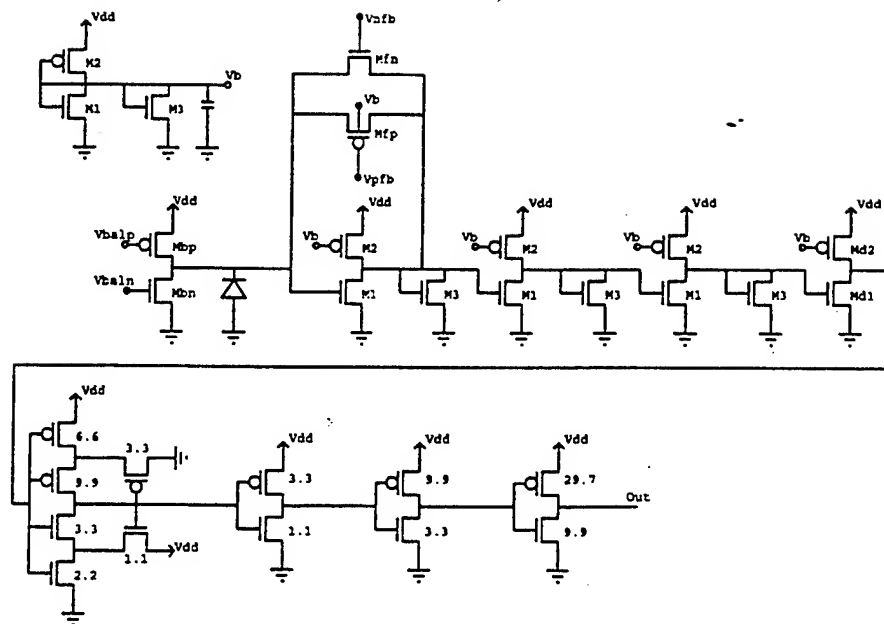 Vnfb
Vdd
Mfn
M2
Vb
Vb
M1
M3
Mfp
Vpfb
Vdd
Vdd
Vdd
Vdd
Vdd
Vbalp
Mbp
Vb
M2
Vb
M2
Vb
M2
Vb
Md2
Vbaln
Mbn
M1
M3
M1
M3
M1
M3
Md1
Vdd
6.6
3.3
Vdd
Vdd
Vdd
9.9
3.3
9.9
29.7
Out
3.3
1.1
3.3
9.9
Vdd
1.1
2.2